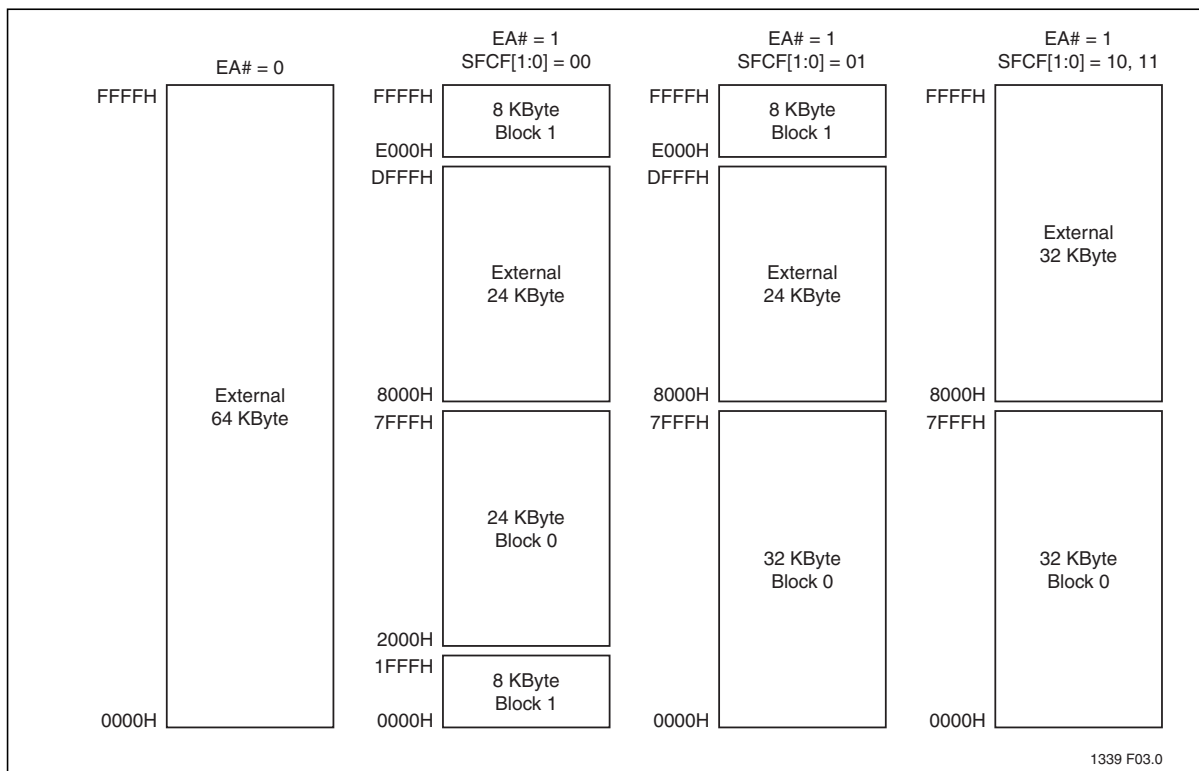 EA# = 0
FFFFH
External
64 KByte
0000H
EA# = 1
SFCF[1:0] = 00
FFFFH
8 KByte
Block 1
E000H
DFFFH
External
24 KByte
8000H
7FFFH
24 KByte
Block 0
2000H
1FFFH
8 KByte
Block 1
0000H
EA# = 1
SFCF[1:0] = 01
FFFFH
8 KByte
Block 1
E000H
DFFFH
External
24 KByte
8000H
7FFFH
32 KByte
Block 0
0000H
EA# = 1
SFCF[1:0] = 10, 11
FFFFH
External
32 KByte
8000H
7FFFH
32 KByte
Block 0
0000H
1339 F03.0